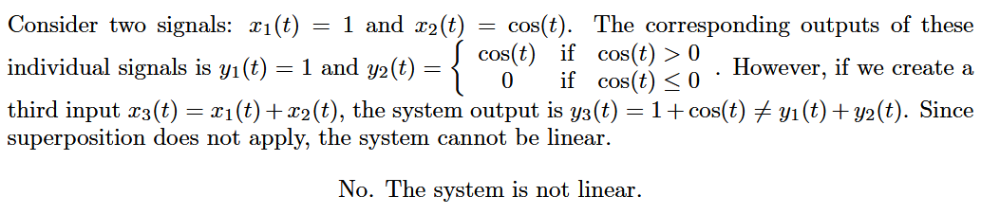 Consider two signals: x₁(t) = 1 and x₂(t) = cos(t). The corresponding outputs of these
individual signals is y₁(t) = 1 and y₂(t) = { cos(t) if cos(t) > 0
0 if cos(t) ≤ 0 . However, if we create a
third input x₃(t) = x₁(t) + x₂(t), the system output is y₃(t) = 1 + cos(t) ≠ y₁(t) + y₂(t). Since
superposition does not apply, the system cannot be linear.
No. The system is not linear.